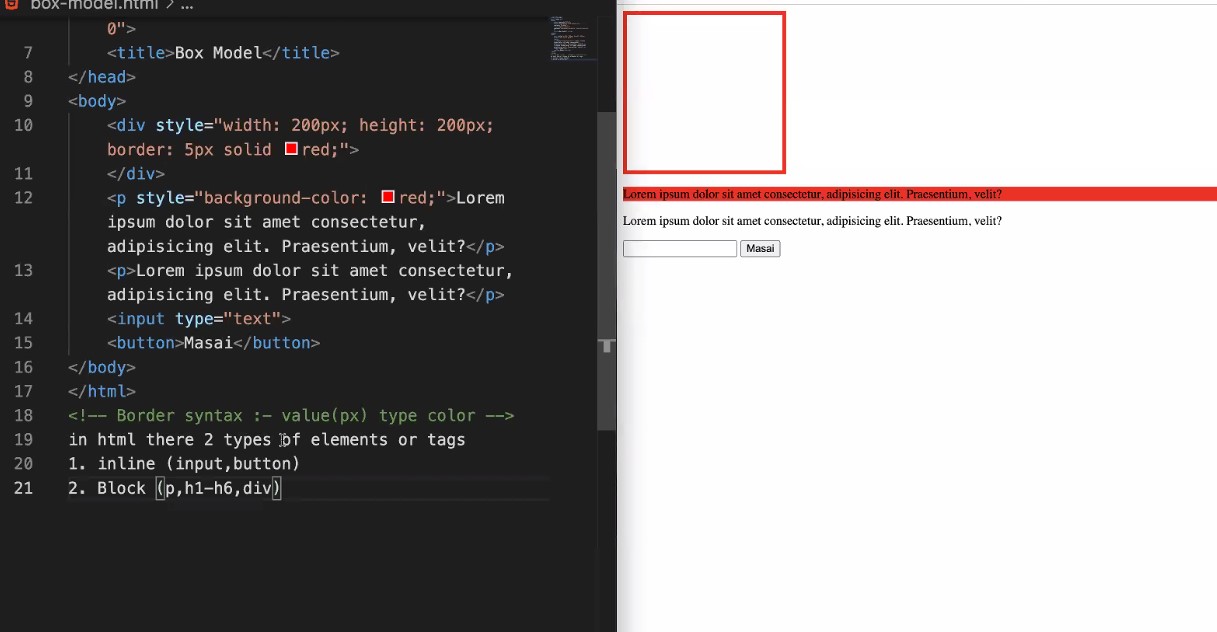 box-model.html > ...
0">
7 <title>Box Model</title>
8 </head>
9 <body>
10 <div style="width: 200px; height: 200px;
border: 5px solid red;">
11 </div>
12 <p style="background-color: red;">Lorem
ipsum dolor sit amet consectetur,
adipisicing elit. Praesentium, velit?</p>
13 <p>Lorem ipsum dolor sit amet consectetur,
adipisicing elit. Praesentium, velit?</p>
14 <input type="text">
15 <button>Masai</button>
16 </body>
17 </html>
18 <!-- Border syntax :- value(px) type color -->
19 in html there 2 types of elements or tags
20 1. inline (input,button)
21 2. Block (p,h1-h6,div)
Lorem ipsum dolor sit amet consectetur, adipisicing elit. Praesentium, velit?
Lorem ipsum dolor sit amet consectetur, adipisicing elit. Praesentium, velit?
Masai